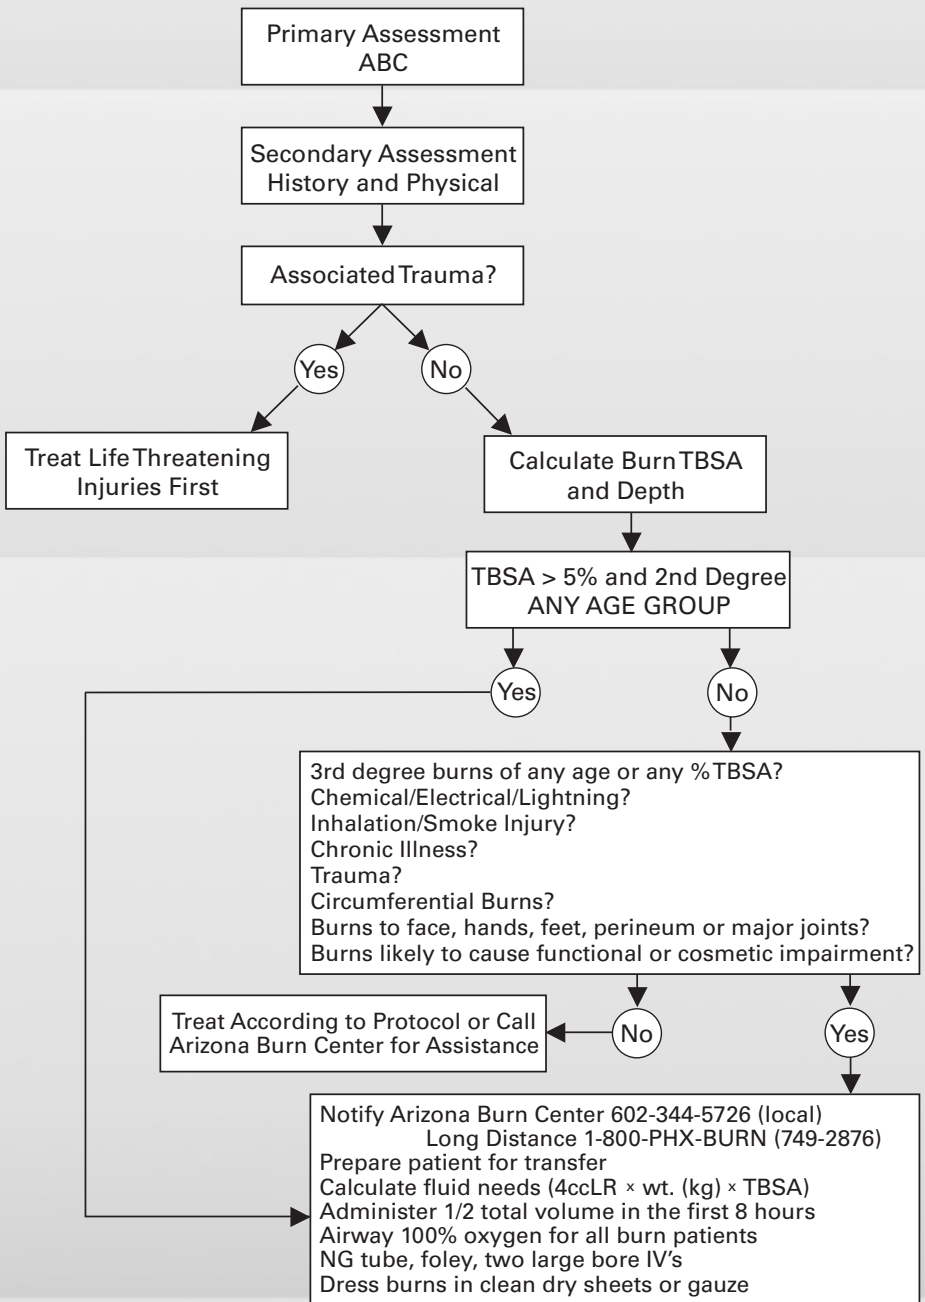 Primary Assessment
ABC
Secondary Assessment
History and Physical
Associated Trauma?
Yes
No
Treat Life Threatening
Injuries First
Calculate Burn TBSA
and Depth
TBSA > 5% and 2nd Degree
ANY AGE GROUP
Yes
No
3rd degree burns of any age or any % TBSA?
Chemical/Electrical/Lightning?
Inhalation/Smoke Injury?
Chronic Illness?
Trauma?
Circumferential Burns?
Burns to face, hands, feet, perineum or major joints?
Burns likely to cause functional or cosmetic impairment?
Treat According to Protocol or Call
Arizona Burn Center for Assistance
No
Yes
Notify Arizona Burn Center 602-344-5726 (local)
Long Distance 1-800-PHX-BURN (749-2876)
Prepare patient for transfer
Calculate fluid needs (4ccLR × wt. (kg) × TBSA)
Administer 1/2 total volume in the first 8 hours
Airway 100% oxygen for all burn patients
NG tube, foley, two large bore IV's
Dress burns in clean dry sheets or gauze